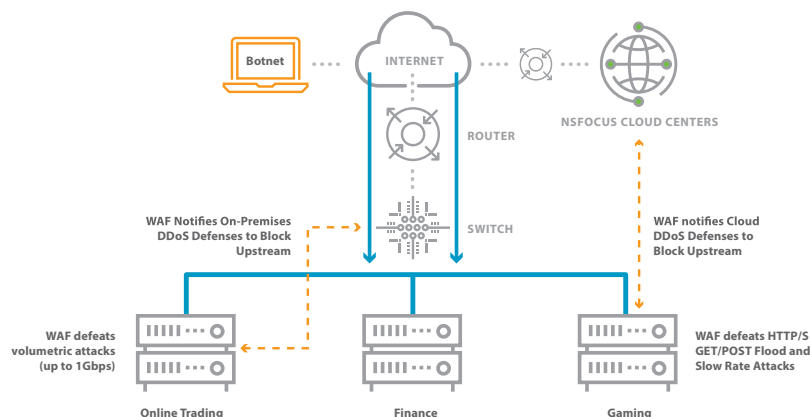 Botnet
INTERNET
NSFOCUS CLOUD CENTERS
ROUTER
SWITCH
WAF Notifies On-Premises
DDoS Defenses to Block
Upstream
WAF notifies Cloud
DDoS Defenses to
Block Upstream
WAF defeats
volumetric attacks
(up to 1Gbps)
WAF defeats HTTP/S
GET/POST Flood and
Slow Rate Attacks
Online Trading
Finance
Gaming